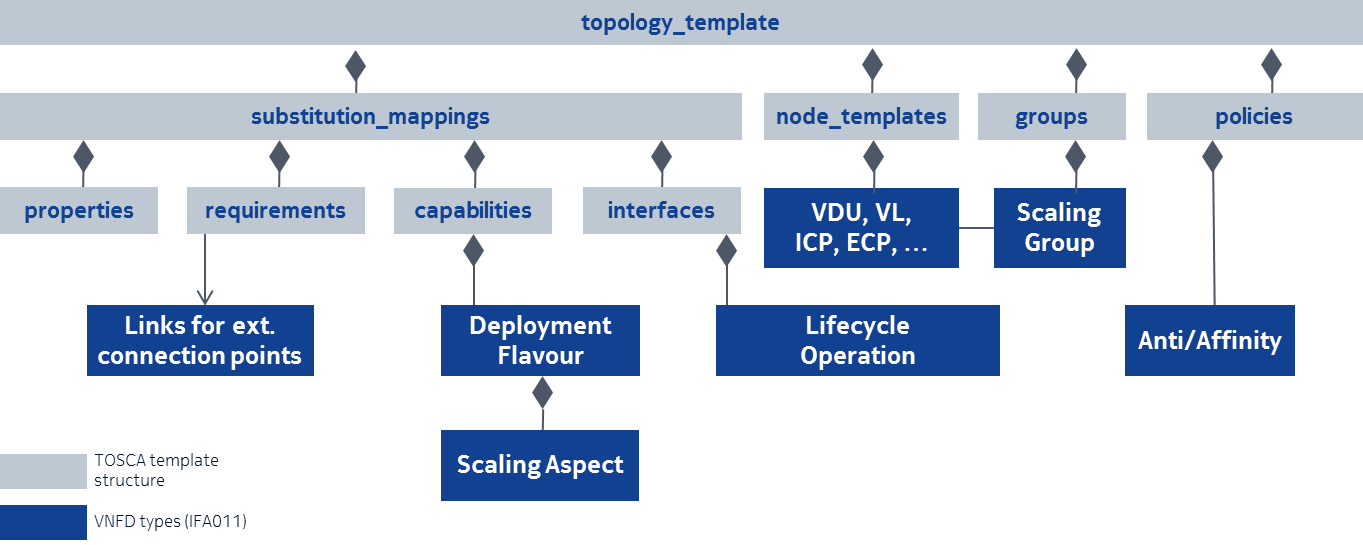 topology_template
substitution_mappings
node_templates
groups
policies
properties
requirements
capabilities
interfaces
VDU, VL,
ICP, ECP, ...
Scaling
Group
Links for ext.
connection points
Deployment
Flavour
Lifecycle
Operation
Anti/Affinity
Scaling Aspect
TOSCA template
structure
VNFD types (IFA011)